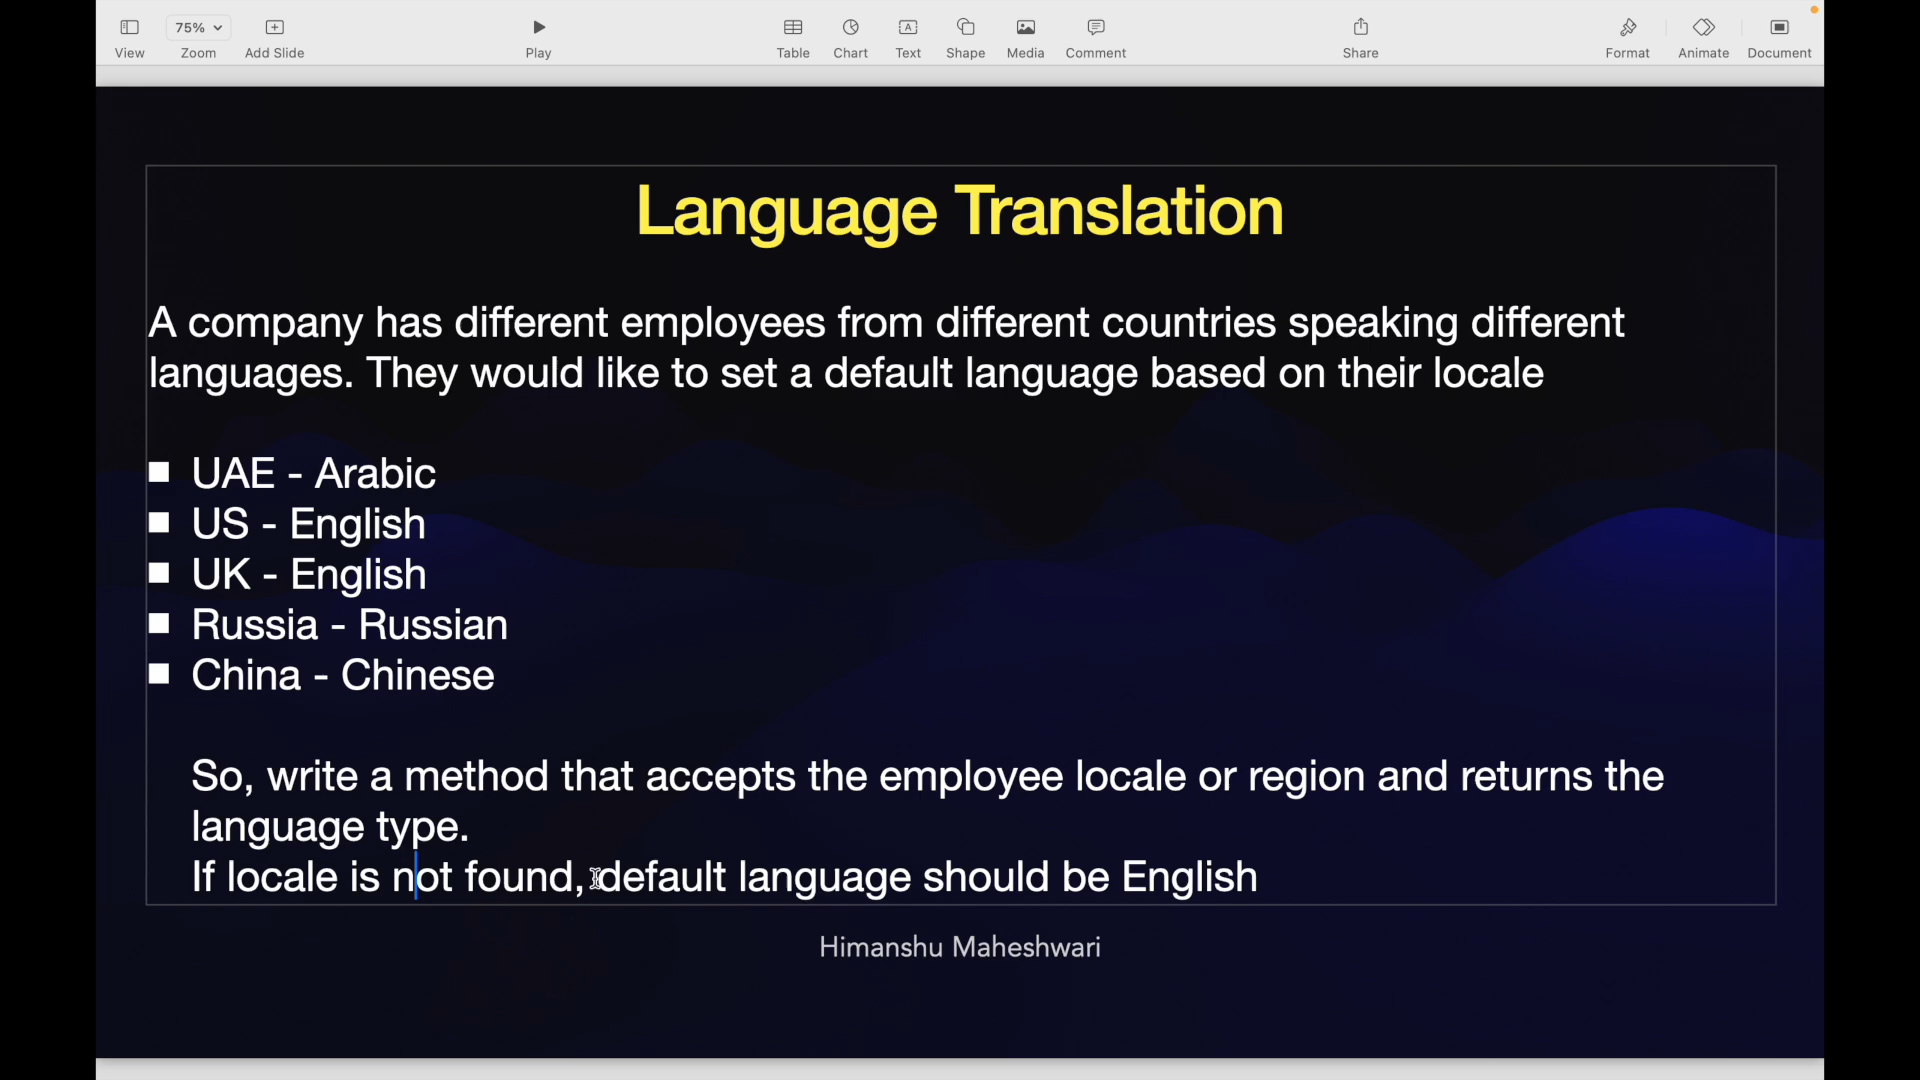 View
75%
Zoom
Add Slide
Play
Table
Chart
Text
Shape
Media
Comment
Share
Format
Animate
Document
Language Translation
A company has different employees from different countries speaking different
languages. They would like to set a default language based on their locale
UAE - Arabic
US - English
UK - English
Russia - Russian
China - Chinese
So, write a method that accepts the employee locale or region and returns the
language type.
If locale is not found, default language should be English
Himanshu Maheshwari